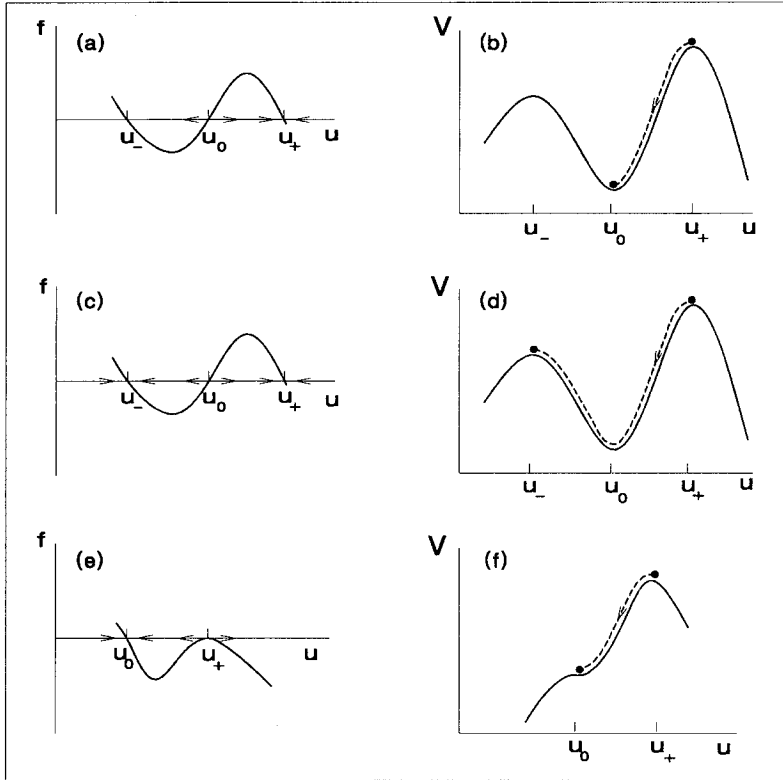 f (a)
u₋ u₀ u₊ u
V (b)
u₋ u₀ u₊ u
f (c)
u₋ u₀ u₊ u
V (d)
u₋ u₀ u₊ u
f (e)
u₀ u₊ u
V (f)
u₀ u₊ u